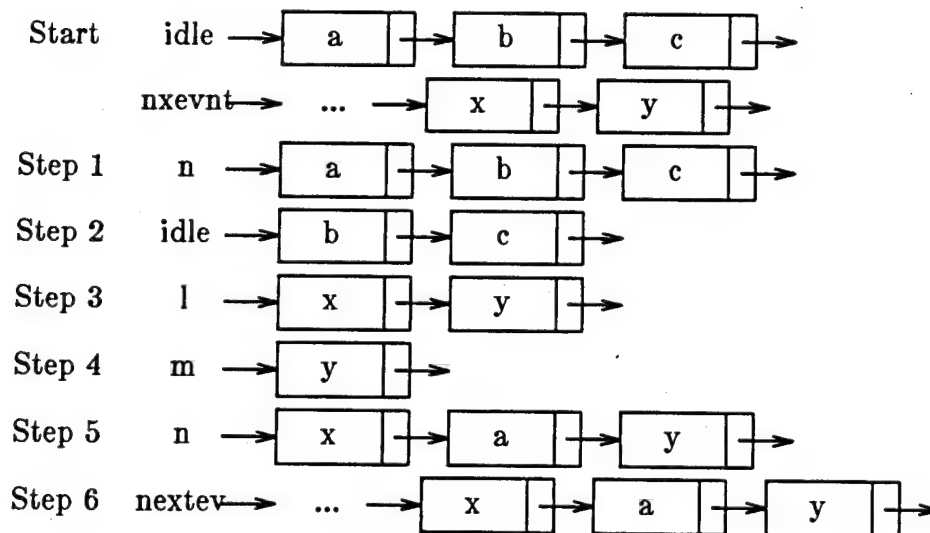 Start idle a b c
nxevnt ... x y
Step 1 n a b c
Step 2 idle b c
Step 3 l x y
Step 4 m y
Step 5 n x a y
Step 6 nextev ... x a y